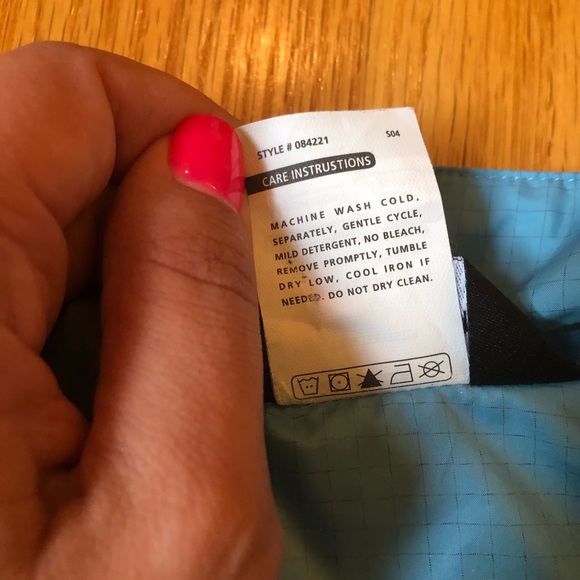 STYLE # 084221 S04
CARE INSTRUSTIONS
MACHINE WASH COLD,
SEPARATELY, GENTLE CYCLE,
MILD DETERGENT, NO BLEACH,
REMOVE PROMPTLY, TUMBLE
DRY LOW, COOL IRON IF
NEEDED. DO NOT DRY CLEAN.